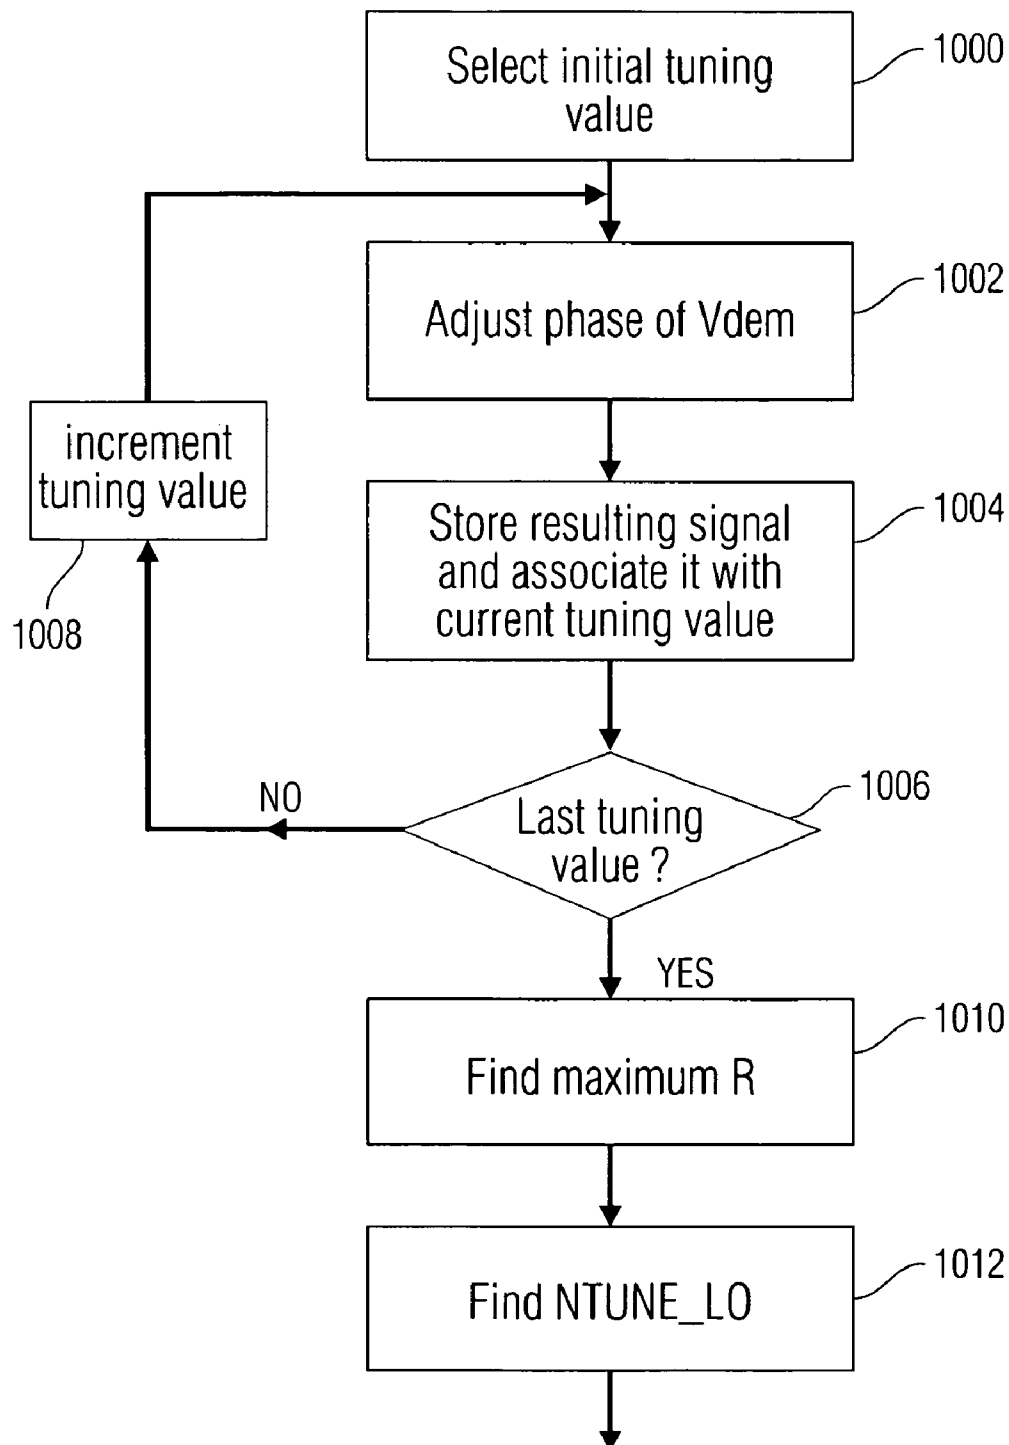 Select initial tuning
value
1000
Adjust phase of Vdem
1002
increment
tuning value
1008
Store resulting signal
and associate it with
current tuning value
1004
Last tuning
value ?
1006
NO
YES
Find maximum R
1010
Find NTUNE_LO
1012